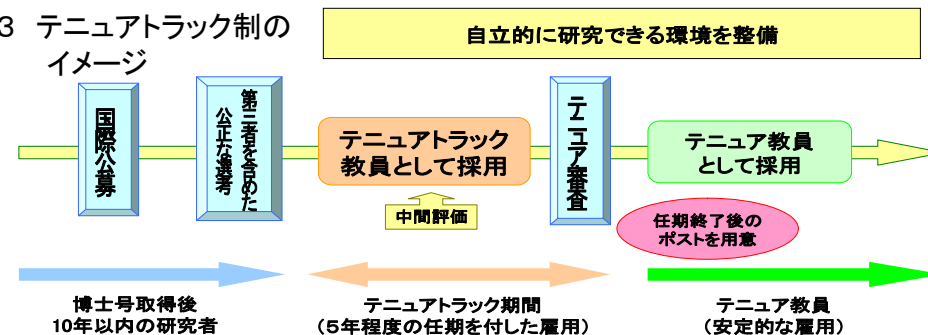 3 テニュアトラック制の
イメージ
自立的に研究できる環境を整備
国際公募
第三者を含めた
公正な選考
テニュアトラック
教員として採用
中間評価
テニュア審査
テニュア教員
として採用
任期終了後の
ポストを用意
博士号取得後
10年以内の研究者
テニュアトラック期間
(5年程度の任期を付した雇用)
テニュア教員
(安定的な雇用)